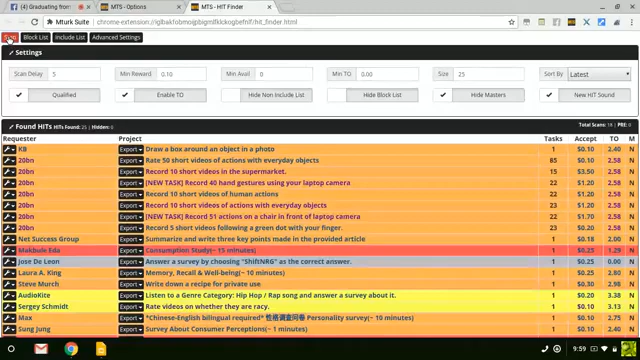 (4) Facebook Graduating from
MTS - Options
MTS - HIT Finder
Mturk Suite
Block List Include List Advanced Settings
Settings
Scan Delay 5 Min Reward 0.10 Min Avail 0 Min TO 0.00 Size 25 Sort By Latest
Qualified Enable TO Hide Non Include List Hide Block List Hide Masters New HIT Sound
Found HITs HITs Found: 25 | Hidden: 0 Total Scans: 18 | PRE: 0
Requester Project Tasks Accept TO M
KB Export Draw a box around an object in a photo 1 $0.10 2.40 N
20bn Export Rate 50 short videos of actions with everyday objects 85 $0.10 2.58 N
20bn Export Record 10 short videos in the supermarket. 15 $3.50 2.58 N
20bn Export [NEW TASK] Record 40 hand gestures using your laptop camera 22 $1.20 2.58 N
20bn Export Record 10 short videos of human actions 22 $1.20 2.58 N
20bn Export Record 10 short videos of actions with everyday objects 23 $1.20 2.58 N
20bn Export [NEW TASK] Record 51 actions on a chair in front of laptop camera 22 $1.70 2.58 N
20bn Export Record 5 short videos following a green dot with your finger. 23 $0.20 2.58 N
Net Success Group Export Summarize and write three key points made in the provided article 1 $0.18 2.00 N
Makbule Eda Export Consumption Study(~ 15 minutes) 1 $0.25 1.29 N
Jose De Leon Export Answer a survey by choosing "ShiftNRG" as the correct answer. 1 $0.25 0.00 N
Laura A. King Export Memory, Recall & Well-being(~ 10 minutes) 1 $0.25 2.80 N
Steve Murch Export Write down a recipe for private use 1 $0.30 2.68 N
AudioKite Export Listen to a Genre Category: Hip Hop / Rap song and answer a survey about it. 1 $0.20 3.38 N
Sergey Schmidt Export Rate videos on whether they are racy. 1 $0.10 3.13 N
Max Export *Chinese-English bilingual required* 性格調查问卷 Personality survey(~ 10 minutes) 1 N
Sung Jung Export Survey About Consumer Perceptions(~ 1 minutes) 1 $0.10 N
9:59